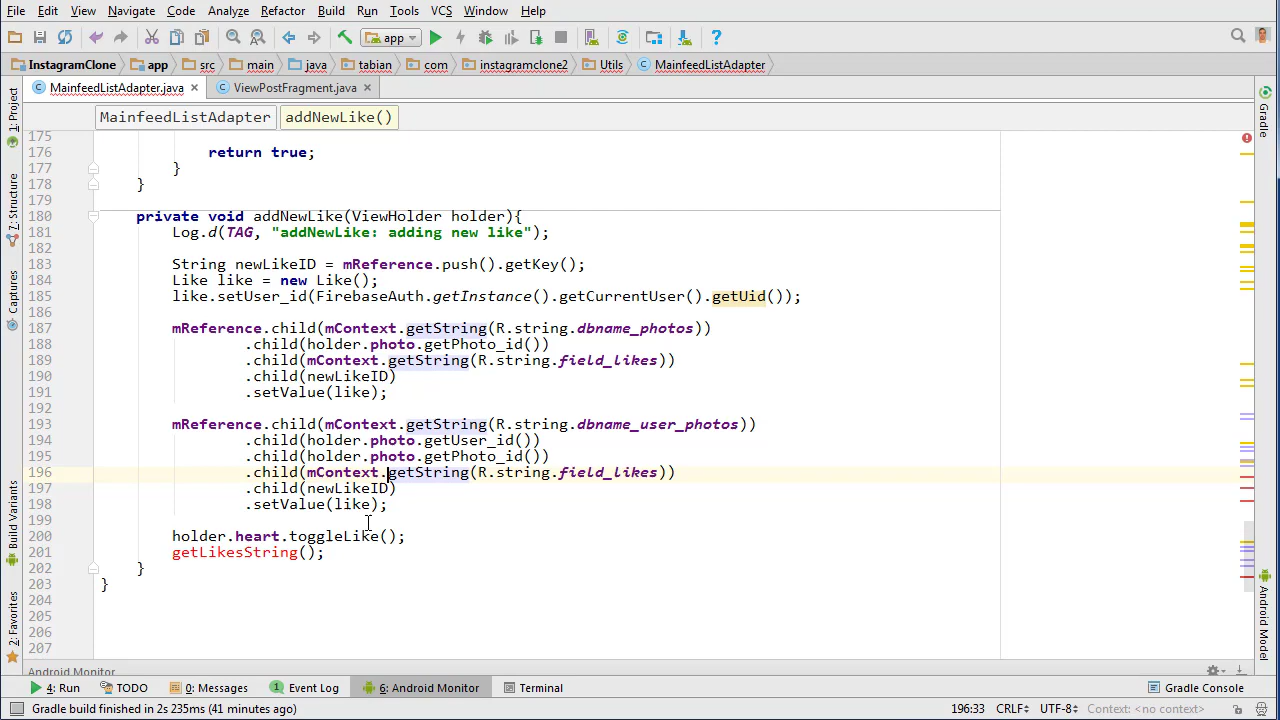 File Edit View Navigate Code Analyze Refactor Build Run Tools VCS Window Help
app
InstagramClone app src main java tabian com instagramclone2 Utils MainfeedListAdapter
MainfeedListAdapter.java ViewPostFragment.java
MainfeedListAdapter addNewLike()
175
176 return true;
177 }
178 }
179
180 private void addNewLike(ViewHolder holder){
181 Log.d(TAG, "addNewLike: adding new like");
182
183 String newLikeID = mReference.push().getKey();
184 Like like = new Like();
185 like.setUser_id(FirebaseAuth.getInstance().getCurrentUser().getUid());
186
187 mReference.child(mContext.getString(R.string.dbname_photos))
188 .child(holder.photo.getPhoto_id())
189 .child(mContext.getString(R.string.field_likes))
190 .child(newLikeID)
191 .setValue(like);
192
193 mReference.child(mContext.getString(R.string.dbname_user_photos))
194 .child(holder.photo.getUser_id())
195 .child(holder.photo.getPhoto_id())
196 .child(mContext.getString(R.string.field_likes))
197 .child(newLikeID)
198 .setValue(like);
199
200 holder.heart.toggleLike();
201 getLikesString();
202 }
203 }
204
205
206
207
1: Project
7: Structure
Captures
Build Variants
2: Favorites
Gradle
Android Model
Android Monitor
4: Run TODO 0: Messages 1 Event Log 6: Android Monitor Terminal Gradle Console
Gradle build finished in 2s 235ms (41 minutes ago) 196:33 CRLF UTF-8 Context: <no context>